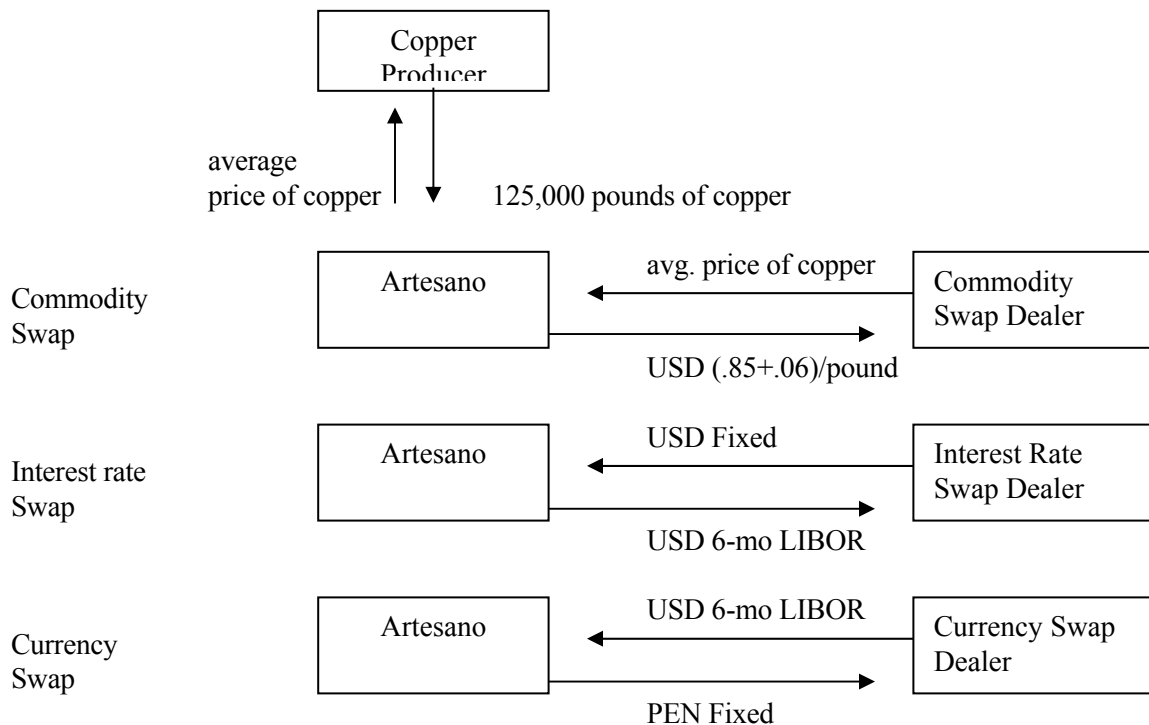 Copper
Producer
average
price of copper
125,000 pounds of copper
Commodity
Swap
Artesano
avg. price of copper
USD (.85+.06)/pound
Commodity
Swap Dealer
Interest rate
Swap
Artesano
USD Fixed
USD 6-mo LIBOR
Interest Rate
Swap Dealer
Currency
Swap
Artesano
USD 6-mo LIBOR
PEN Fixed
Currency Swap
Dealer